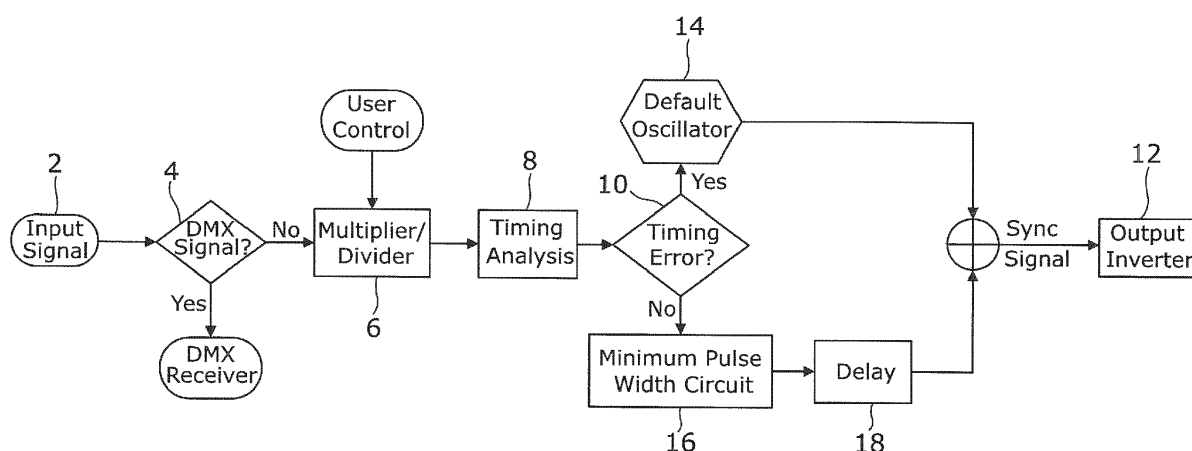 14
Default
Oscillator
User
Control
2
4
8
10
Yes
12
Input
Signal
DMX
Signal?
No
Multiplier/
Divider
Timing
Analysis
Timing
Error?
Sync
Signal
Output
Inverter
Yes
6
No
DMX
Receiver
Minimum Pulse
Width Circuit
Delay
16
18